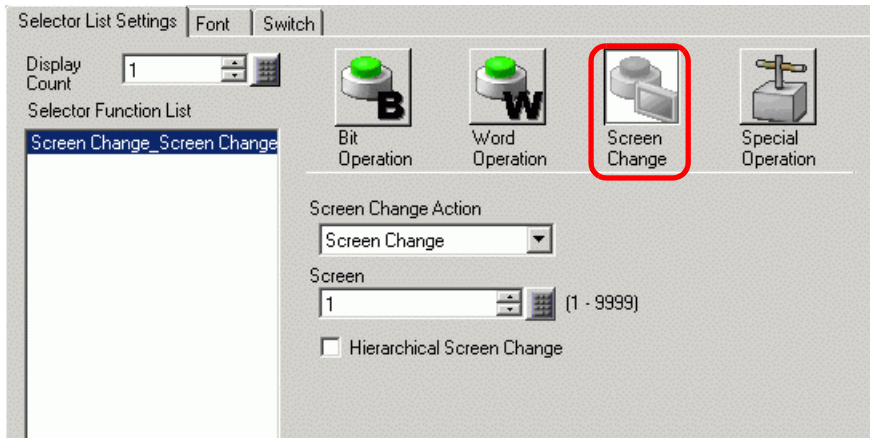 Selector List Settings
Font
Switch
Display
Count
1
Selector Function List
Screen Change_Screen Change
B
Bit
Operation
W
Word
Operation
Screen
Change
Special
Operation
Screen Change Action
Screen Change
Screen
1
(1 - 9999)
Hierarchical Screen Change